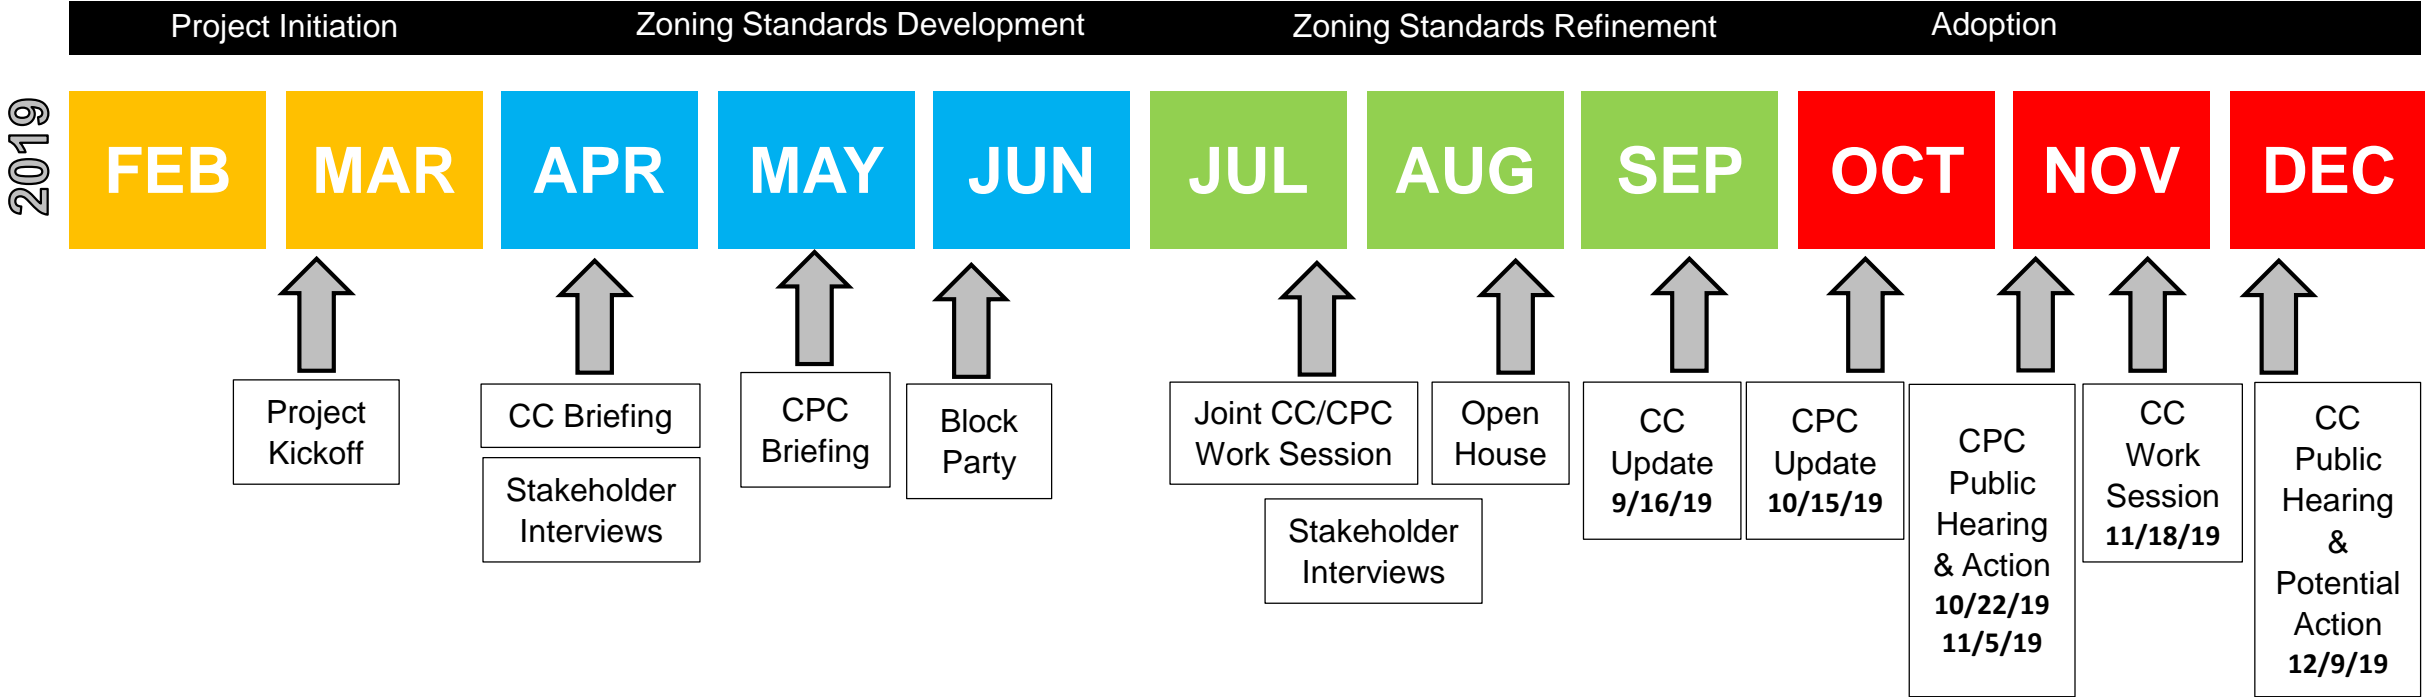 Project Initiation
Zoning Standards Development
Zoning Standards Refinement
Adoption
2019
FEB
MAR
APR
MAY
JUN
JUL
AUG
SEP
OCT
NOV
DEC
Project
Kickoff
CC Briefing
Stakeholder
Interviews
CPC
Briefing
Block
Party
Joint CC/CPC
Work Session
Stakeholder
Interviews
Open
House
CC
Update
9/16/19
CPC
Update
10/15/19
CPC
Public
Hearing
& Action
10/22/19
11/5/19
CC
Work
Session
11/18/19
CC
Public
Hearing
&
Potential
Action
12/9/19